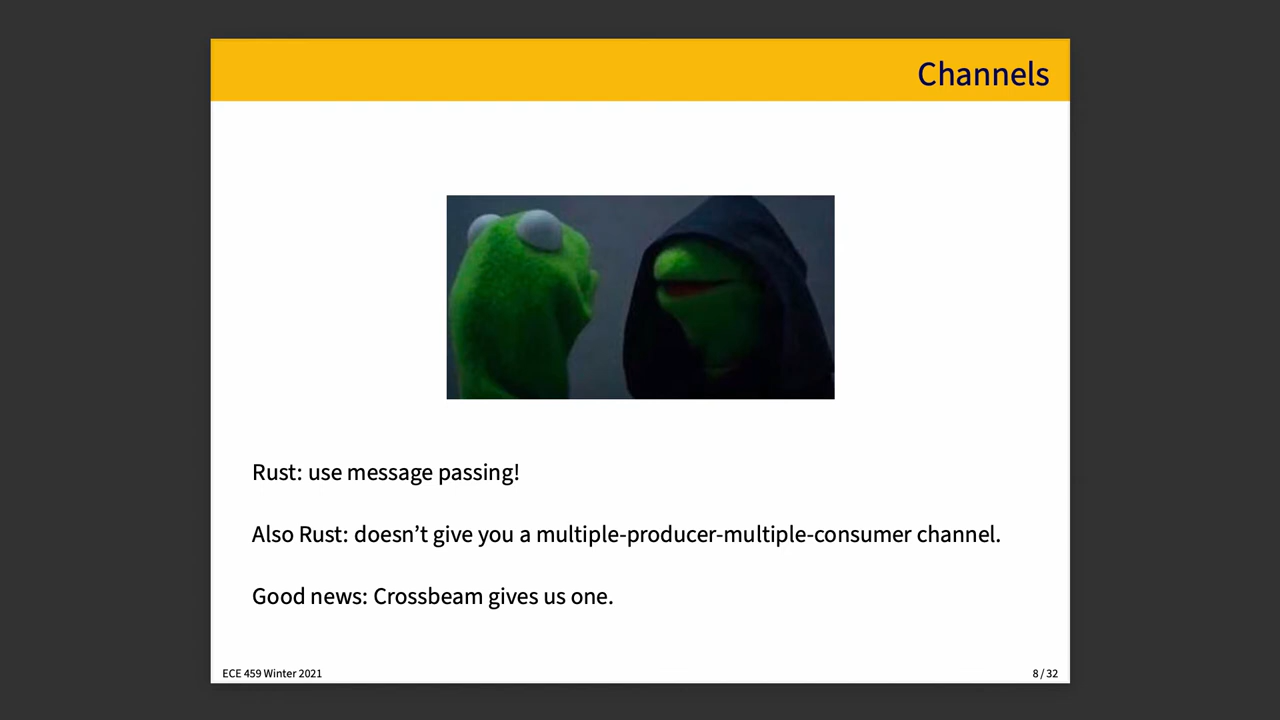 Channels
Rust: use message passing!
Also Rust: doesn’t give you a multiple-producer-multiple-consumer channel.
Good news: Crossbeam gives us one.
ECE 459 Winter 2021
8 / 32